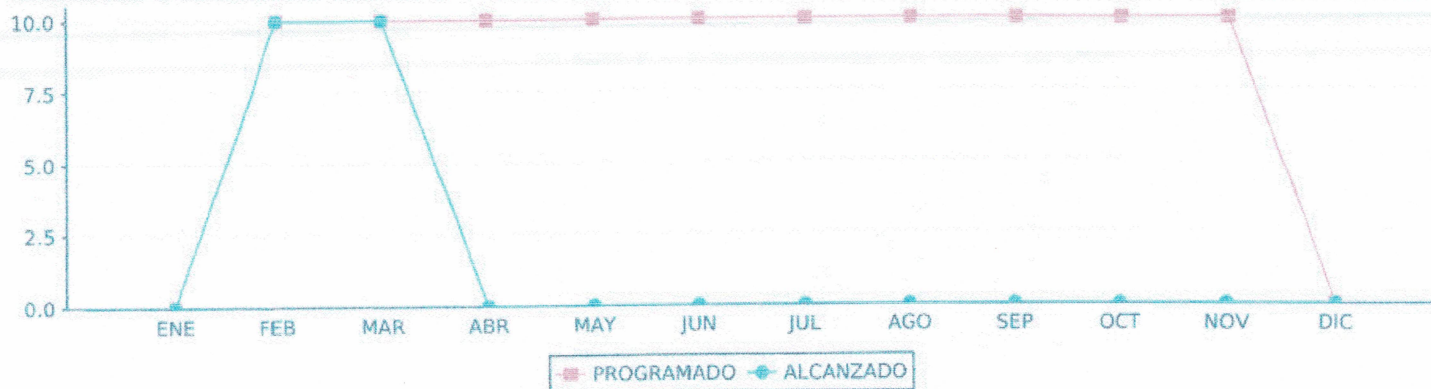 10.0
7.5
5.0
2.5
0.0
ENE FEB MAR ABR MAY JUN JUL AGO SEP OCT NOV DIC
PROGRAMADO ALCANZADO